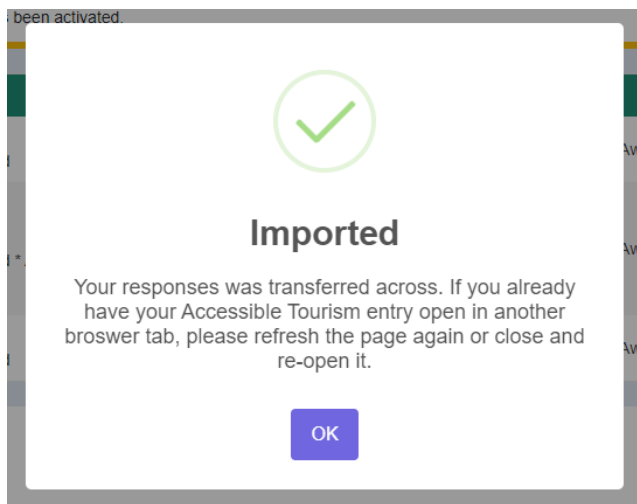 been activated.
Imported
Your responses was transferred across. If you already
have your Accessible Tourism entry open in another
broswer tab, please refresh the page again or close and
re-open it.
OK